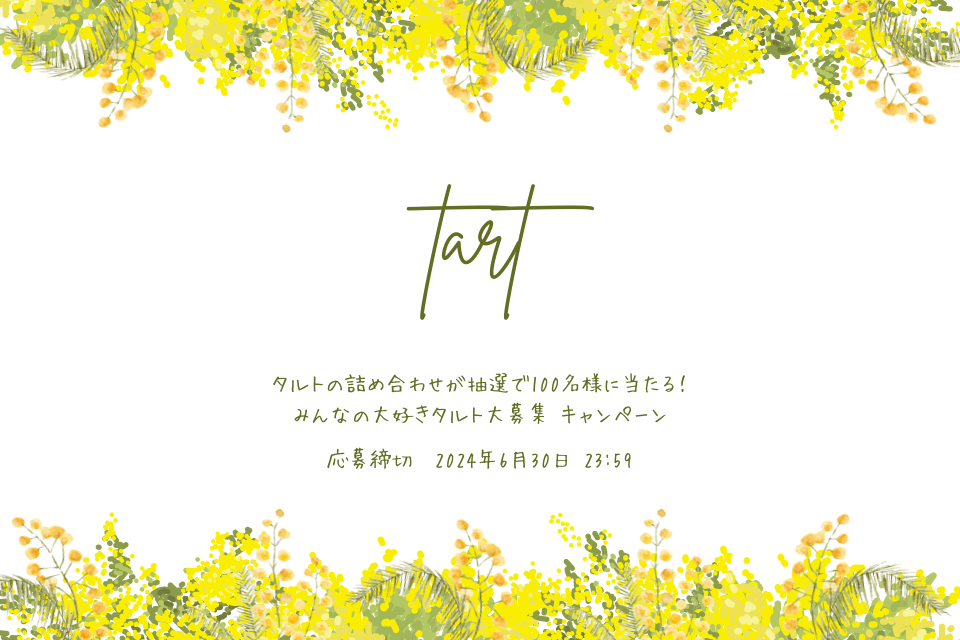 tart
タルトの詰め合わせが抽選で100名様に当たる！
みんなの大好きタルト大募集 キャンペーン
応募締切　2024年6月30日 23:59